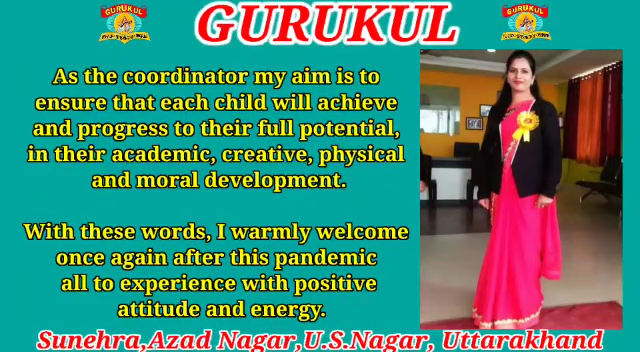 GURUKUL
GURUKUL
GURUKUL
As the coordinator my aim is to
ensure that each child will achieve
and progress to their full potential,
in their academic, creative, physical
and moral development.
With these words, I warmly welcome
once again after this pandemic
all to experience with positive
attitude and energy.
Sunehra,Azad Nagar,U.S.Nagar, Uttarakhand